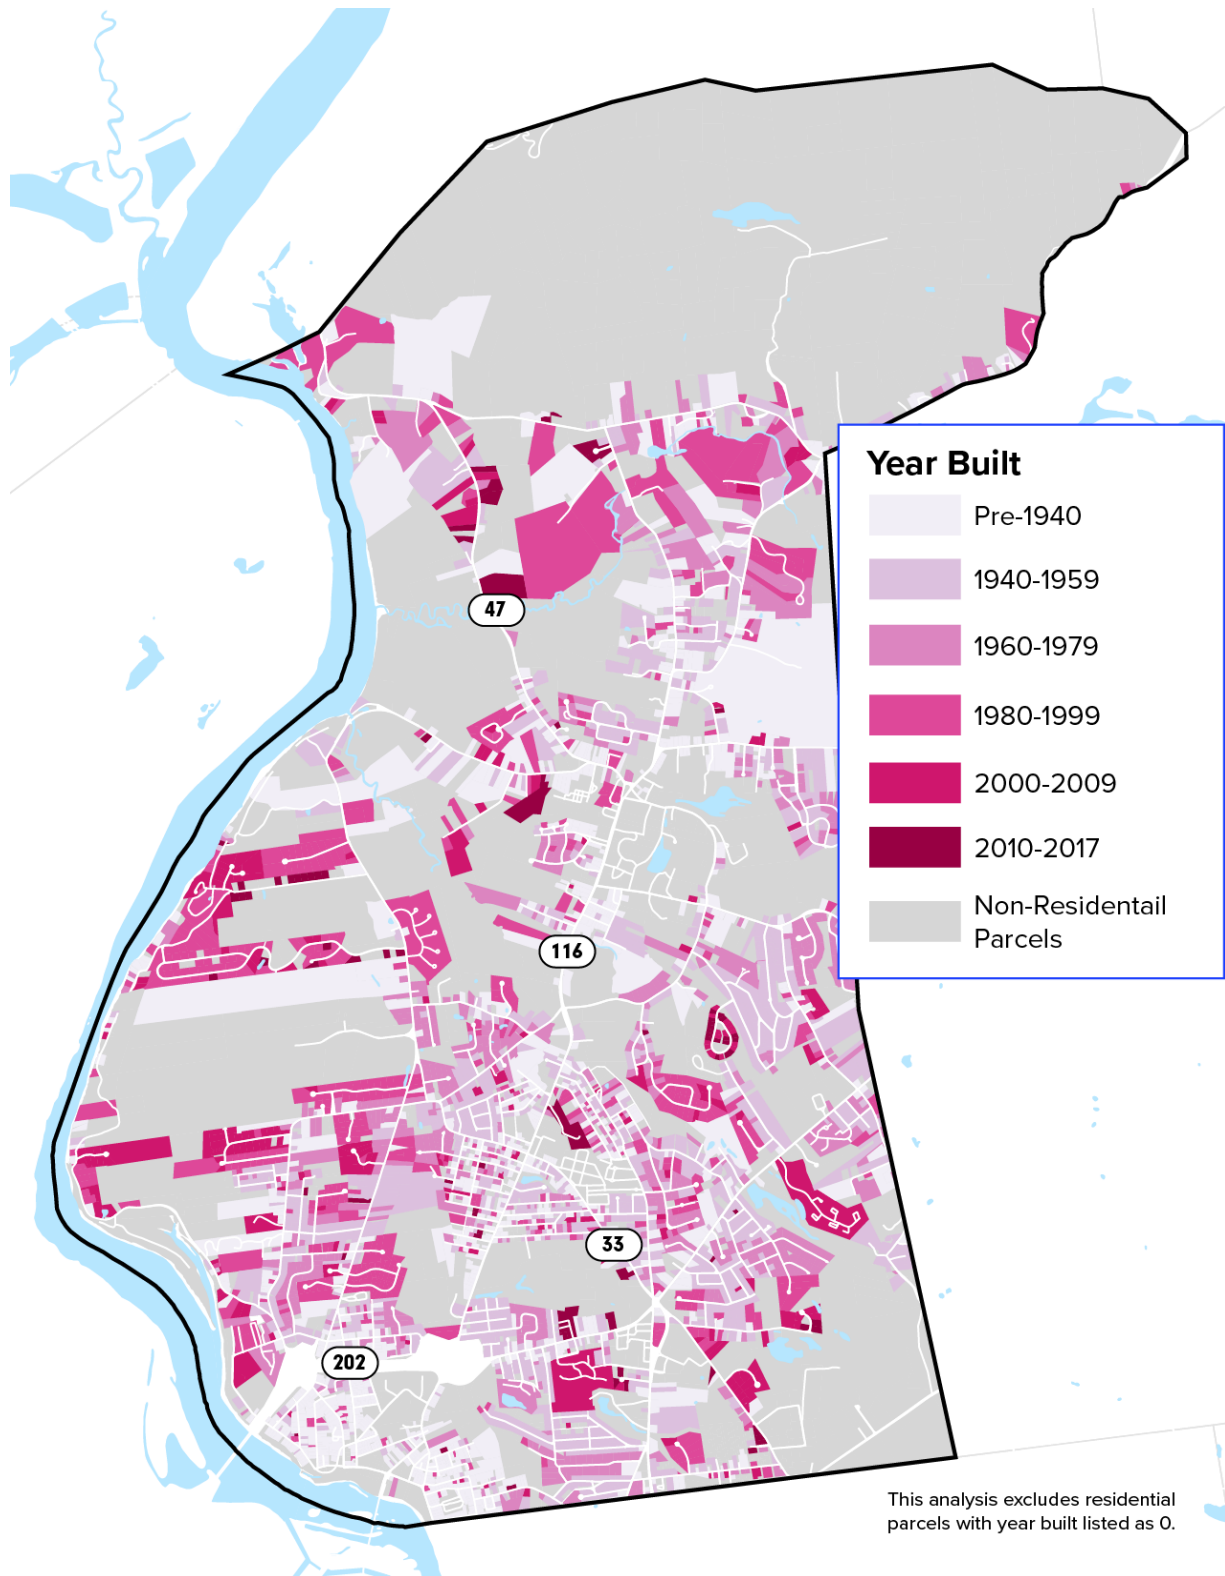 Year Built
Pre-1940
1940-1959
1960-1979
1980-1999
2000-2009
2010-2017
Non-Residentail
Parcels
47
116
33
202
This analysis excludes residential
parcels with year built listed as 0.